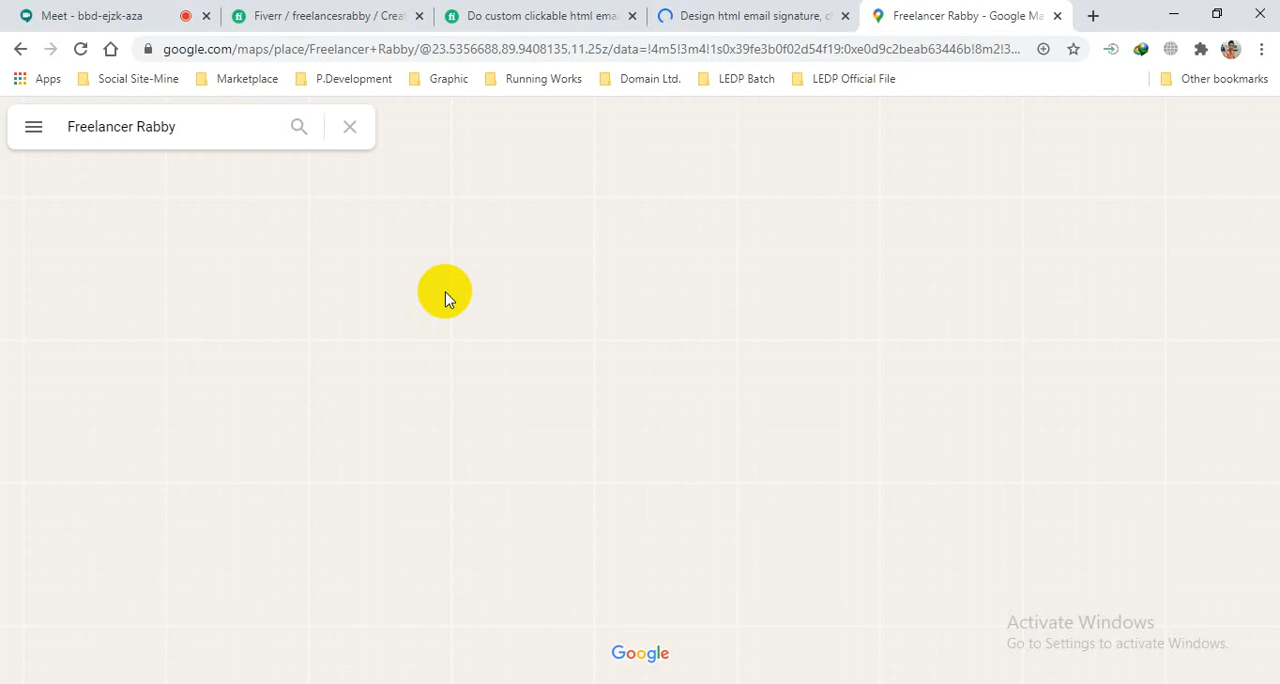 Meet - bbd-ejzk-aza
Fiverr / freelancesrabby / Crea
Do custom clickable html emai
Design html email signature, c
Freelancer Rabby - Google Ma
google.com/maps/place/Freelancer+Rabby/@23.5356688,89.9408135,11.25z/data=!4m5!3m4!1s0x39fe3b0f02d54f19:0xe0d9c2beab63446b!8m2!3...
Apps
Social Site-Mine
Marketplace
P.Development
Graphic
Running Works
Domain Ltd.
LEDP Batch
LEDP Official File
Other bookmarks
Freelancer Rabby
Activate Windows
Go to Settings to activate Windows.
Google